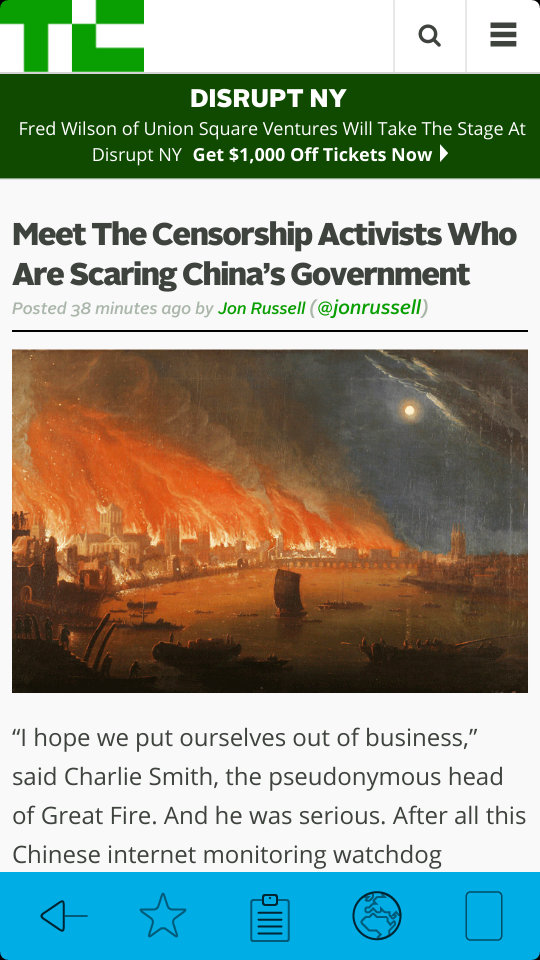 TC
DISRUPT NY
Fred Wilson of Union Square Ventures Will Take The Stage At
Disrupt NY Get $1,000 Off Tickets Now
Meet The Censorship Activists Who
Are Scaring China’s Government
Posted 38 minutes ago by Jon Russell (@jonrussell)
“I hope we put ourselves out of business,”
said Charlie Smith, the pseudonymous head
of Great Fire. And he was serious. After all this
Chinese internet monitoring watchdog